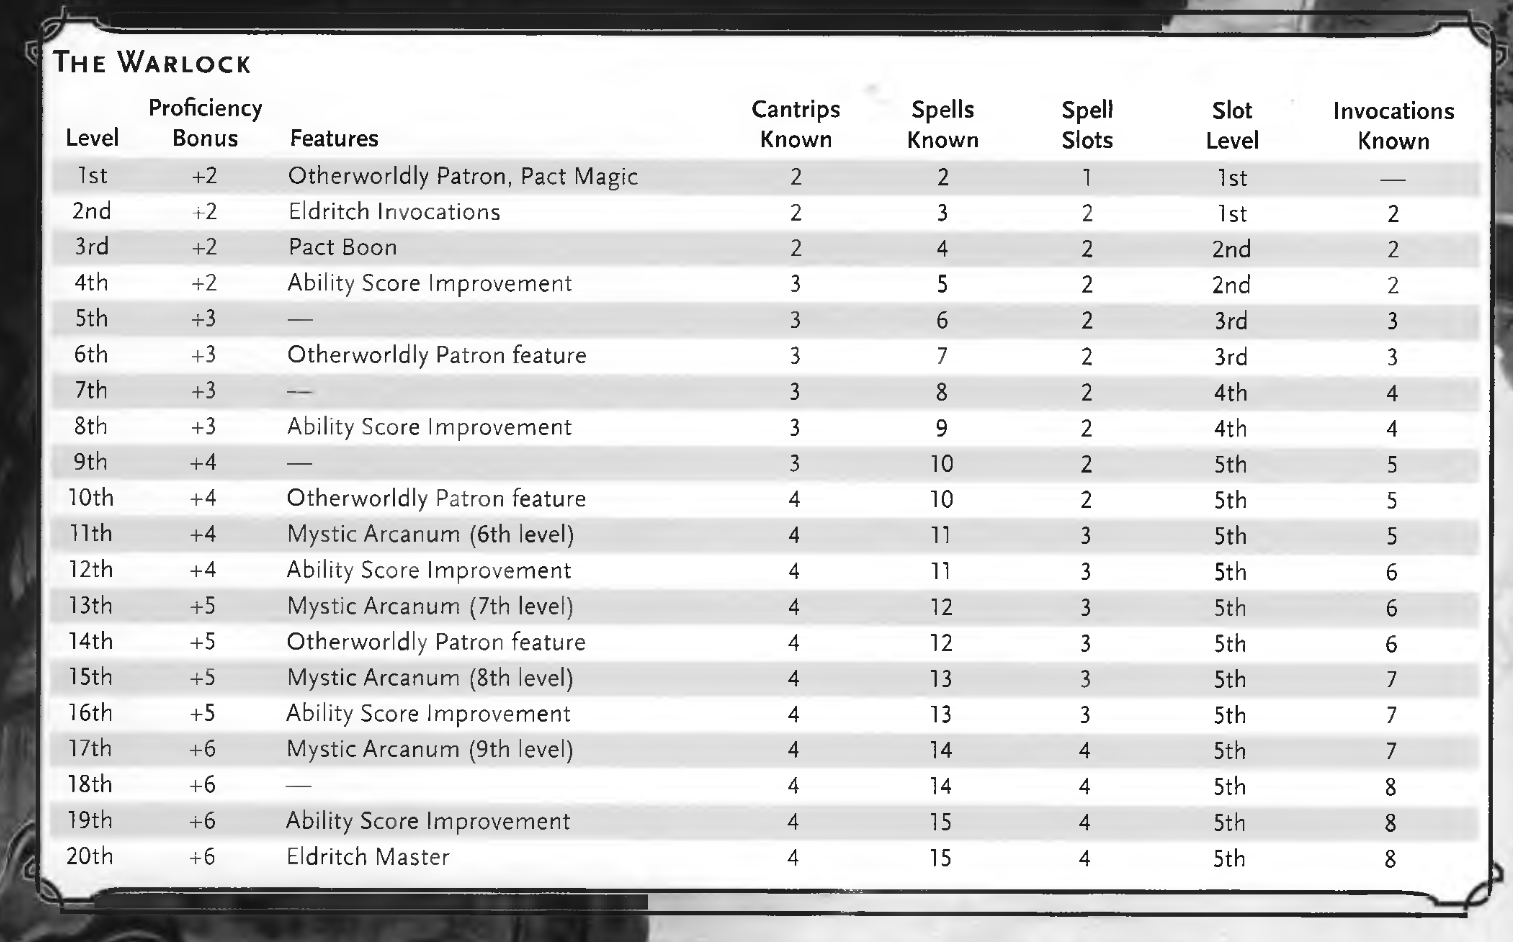 THE WARLOCK
Proficiency Cantrips Spells Spell Slot Invocations
Level Bonus Features Known Known Slots Level Known
1st +2 Otherworldly Patron, Pact Magic 2 2 1 1st —
2nd +2 Eldritch Invocations 2 3 2 1st 2
3rd +2 Pact Boon 2 4 2 2nd 2
4th +2 Ability Score Improvement 3 5 2 2nd 2
5th +3 — 3 6 2 3rd 3
6th +3 Otherworldly Patron feature 3 7 2 3rd 3
7th +3 — 3 8 2 4th 4
8th +3 Ability Score Improvement 3 9 2 4th 4
9th +4 — 3 10 2 5th 5
10th +4 Otherworldly Patron feature 4 10 2 5th 5
11th +4 Mystic Arcanum (6th level) 4 11 3 5th 5
12th +4 Ability Score Improvement 4 11 3 5th 6
13th +5 Mystic Arcanum (7th level) 4 12 3 5th 6
14th +5 Otherworldly Patron feature 4 12 3 5th 6
15th +5 Mystic Arcanum (8th level) 4 13 3 5th 7
16th +5 Ability Score Improvement 4 13 3 5th 7
17th +6 Mystic Arcanum (9th level) 4 14 4 5th 7
18th +6 — 4 14 4 5th 8
19th +6 Ability Score Improvement 4 15 4 5th 8
20th +6 Eldritch Master 4 15 4 5th 8